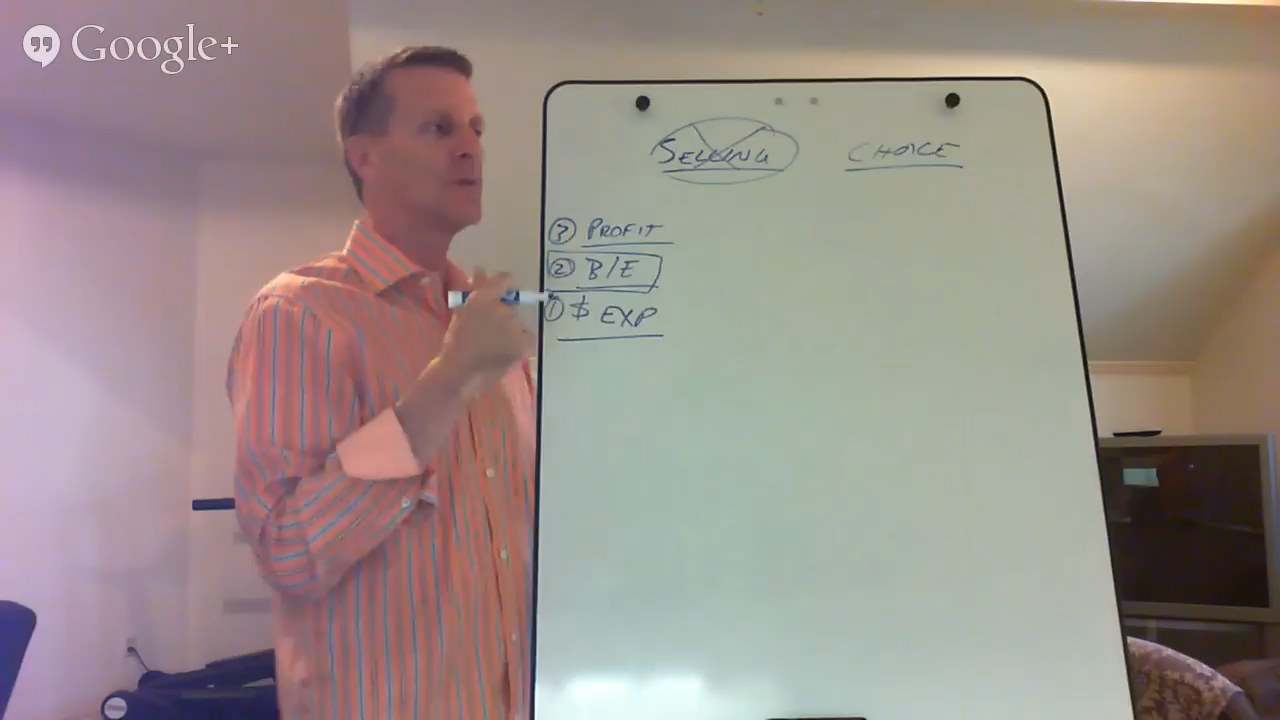 Google+
SELLING CHOICE
③ PROFIT
② B/E
① $ EXP